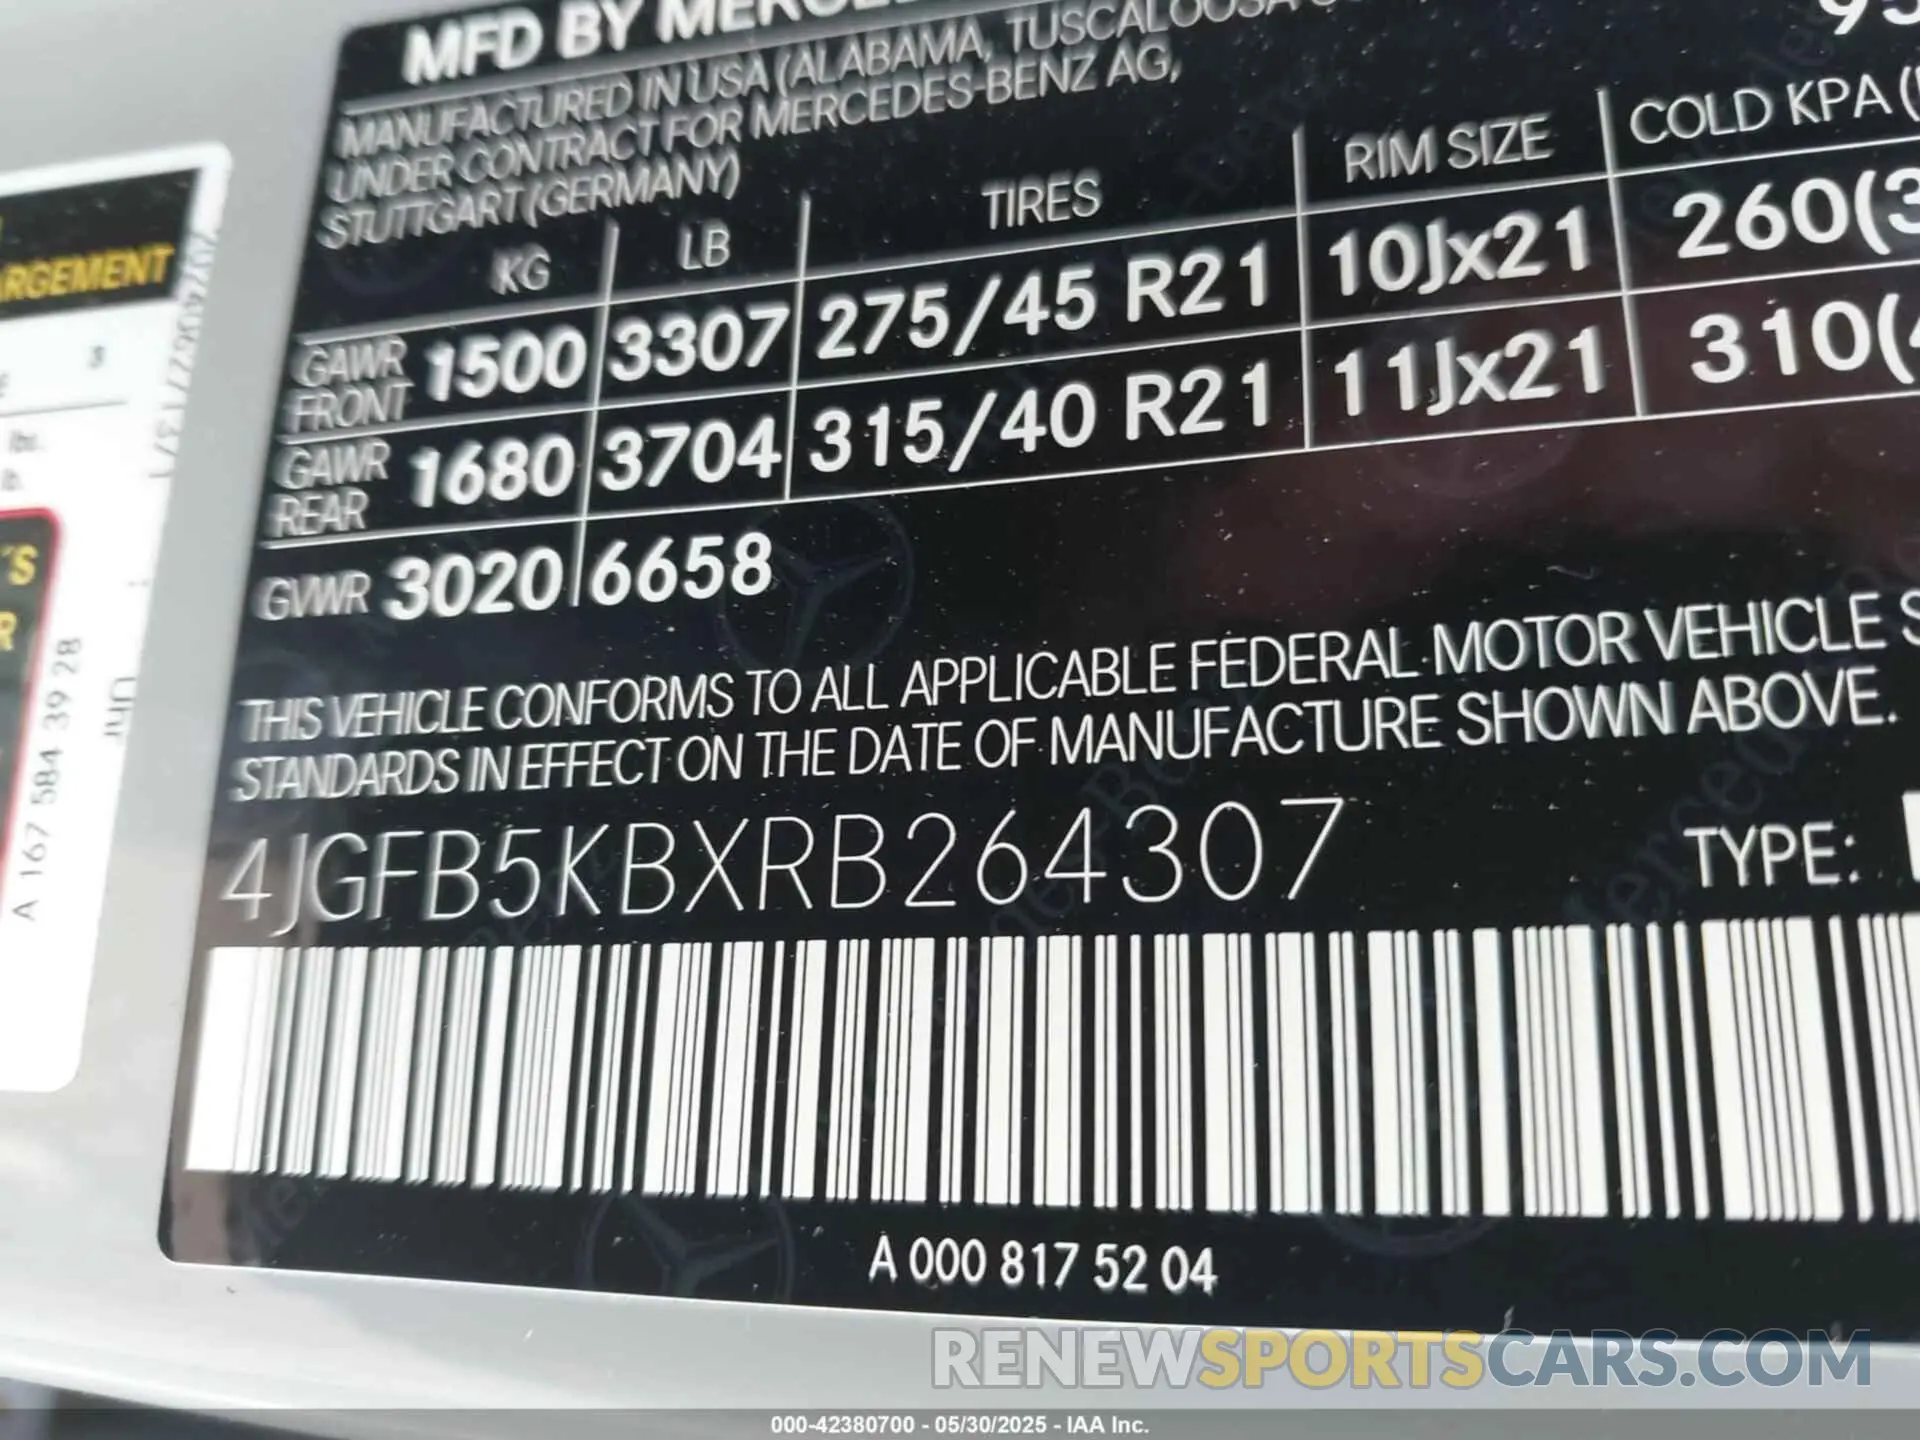 MFD BY
MANUFACTURED IN USA (ALABAMA, TUSCALOOSA
UNDER CONTRACT FOR MERCEDES-BENZ AG,
STUTTGART (GERMANY)
KG LB TIRES RIM SIZE COLD KPA
GAWR FRONT 1500 3307 275/45 R21 10Jx21 260(3
GAWR REAR 1680 3704 315/40 R21 11Jx21 310(4
GVWR 3020 6658
THIS VEHICLE CONFORMS TO ALL APPLICABLE FEDERAL MOTOR VEHICLE S
STANDARDS IN EFFECT ON THE DATE OF MANUFACTURE SHOWN ABOVE.
4JGFB5KBXRB264307 TYPE:
A 000 817 52 04
A 167 584 39 28
RENEWSPORTSCARS.COM
000-42380700 - 05/30/2025 - IAA Inc.